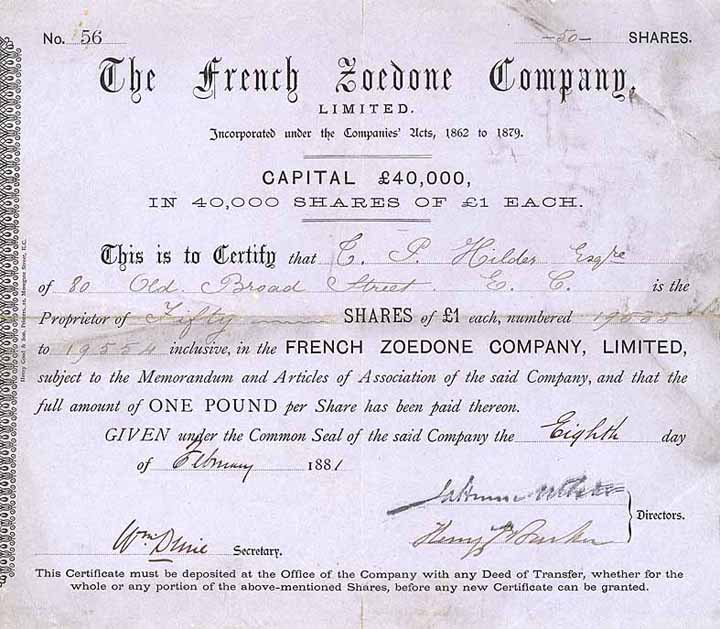 No. 56 -50- SHARES.
The French Zoedone Company,
LIMITED.
Incorporated under the Companies' Acts, 1862 to 1879.
CAPITAL £40,000,
IN 40,000 SHARES OF £1 EACH.
This is to Certify that C. P. Hilder Esqre
of 80 Old Broad Street. E. C. is the
Proprietor of Fifty SHARES of £1 each, numbered 19505
to 19554 inclusive, in the FRENCH ZOEDONE COMPANY, LIMITED,
subject to the Memorandum and Articles of Association of the said Company, and that the
full amount of ONE POUND per Share has been paid thereon.
GIVEN under the Common Seal of the said Company the Eighth day
of February 1881
Directors.
Henry Barker
Wm Secretary.
This Certificate must be deposited at the Office of the Company with any Deed of Transfer, whether for the
whole or any portion of the above-mentioned Shares, before any new Certificate can be granted.